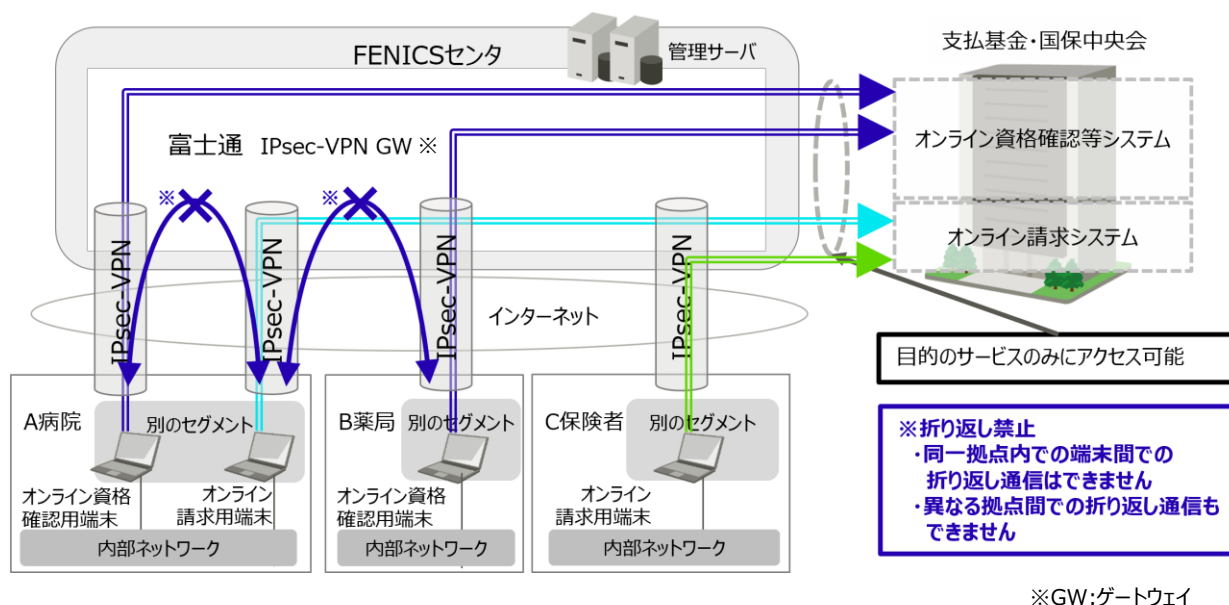 FENICSセンタ
管理サーバ
支払基金・国保中央会
富士通 IPsec-VPN GW ※
オンライン資格確認等システム
オンライン請求システム
※
※
IPsec-VPN
IPsec-VPN
IPsec-VPN
IPsec-VPN
インターネット
目的のサービスのみにアクセス可能
A病院
別のセグメント
オンライン資格
確認用端末
オンライン
請求用端末
内部ネットワーク
B薬局
別のセグメント
オンライン資格
確認用端末
内部ネットワーク
C保険者
別のセグメント
オンライン
請求用端末
内部ネットワーク
※折り返し禁止
・同一拠点内での端末間での
折り返し通信はできません
・異なる拠点間での折り返し通信も
できません
※GW:ゲートウェイ